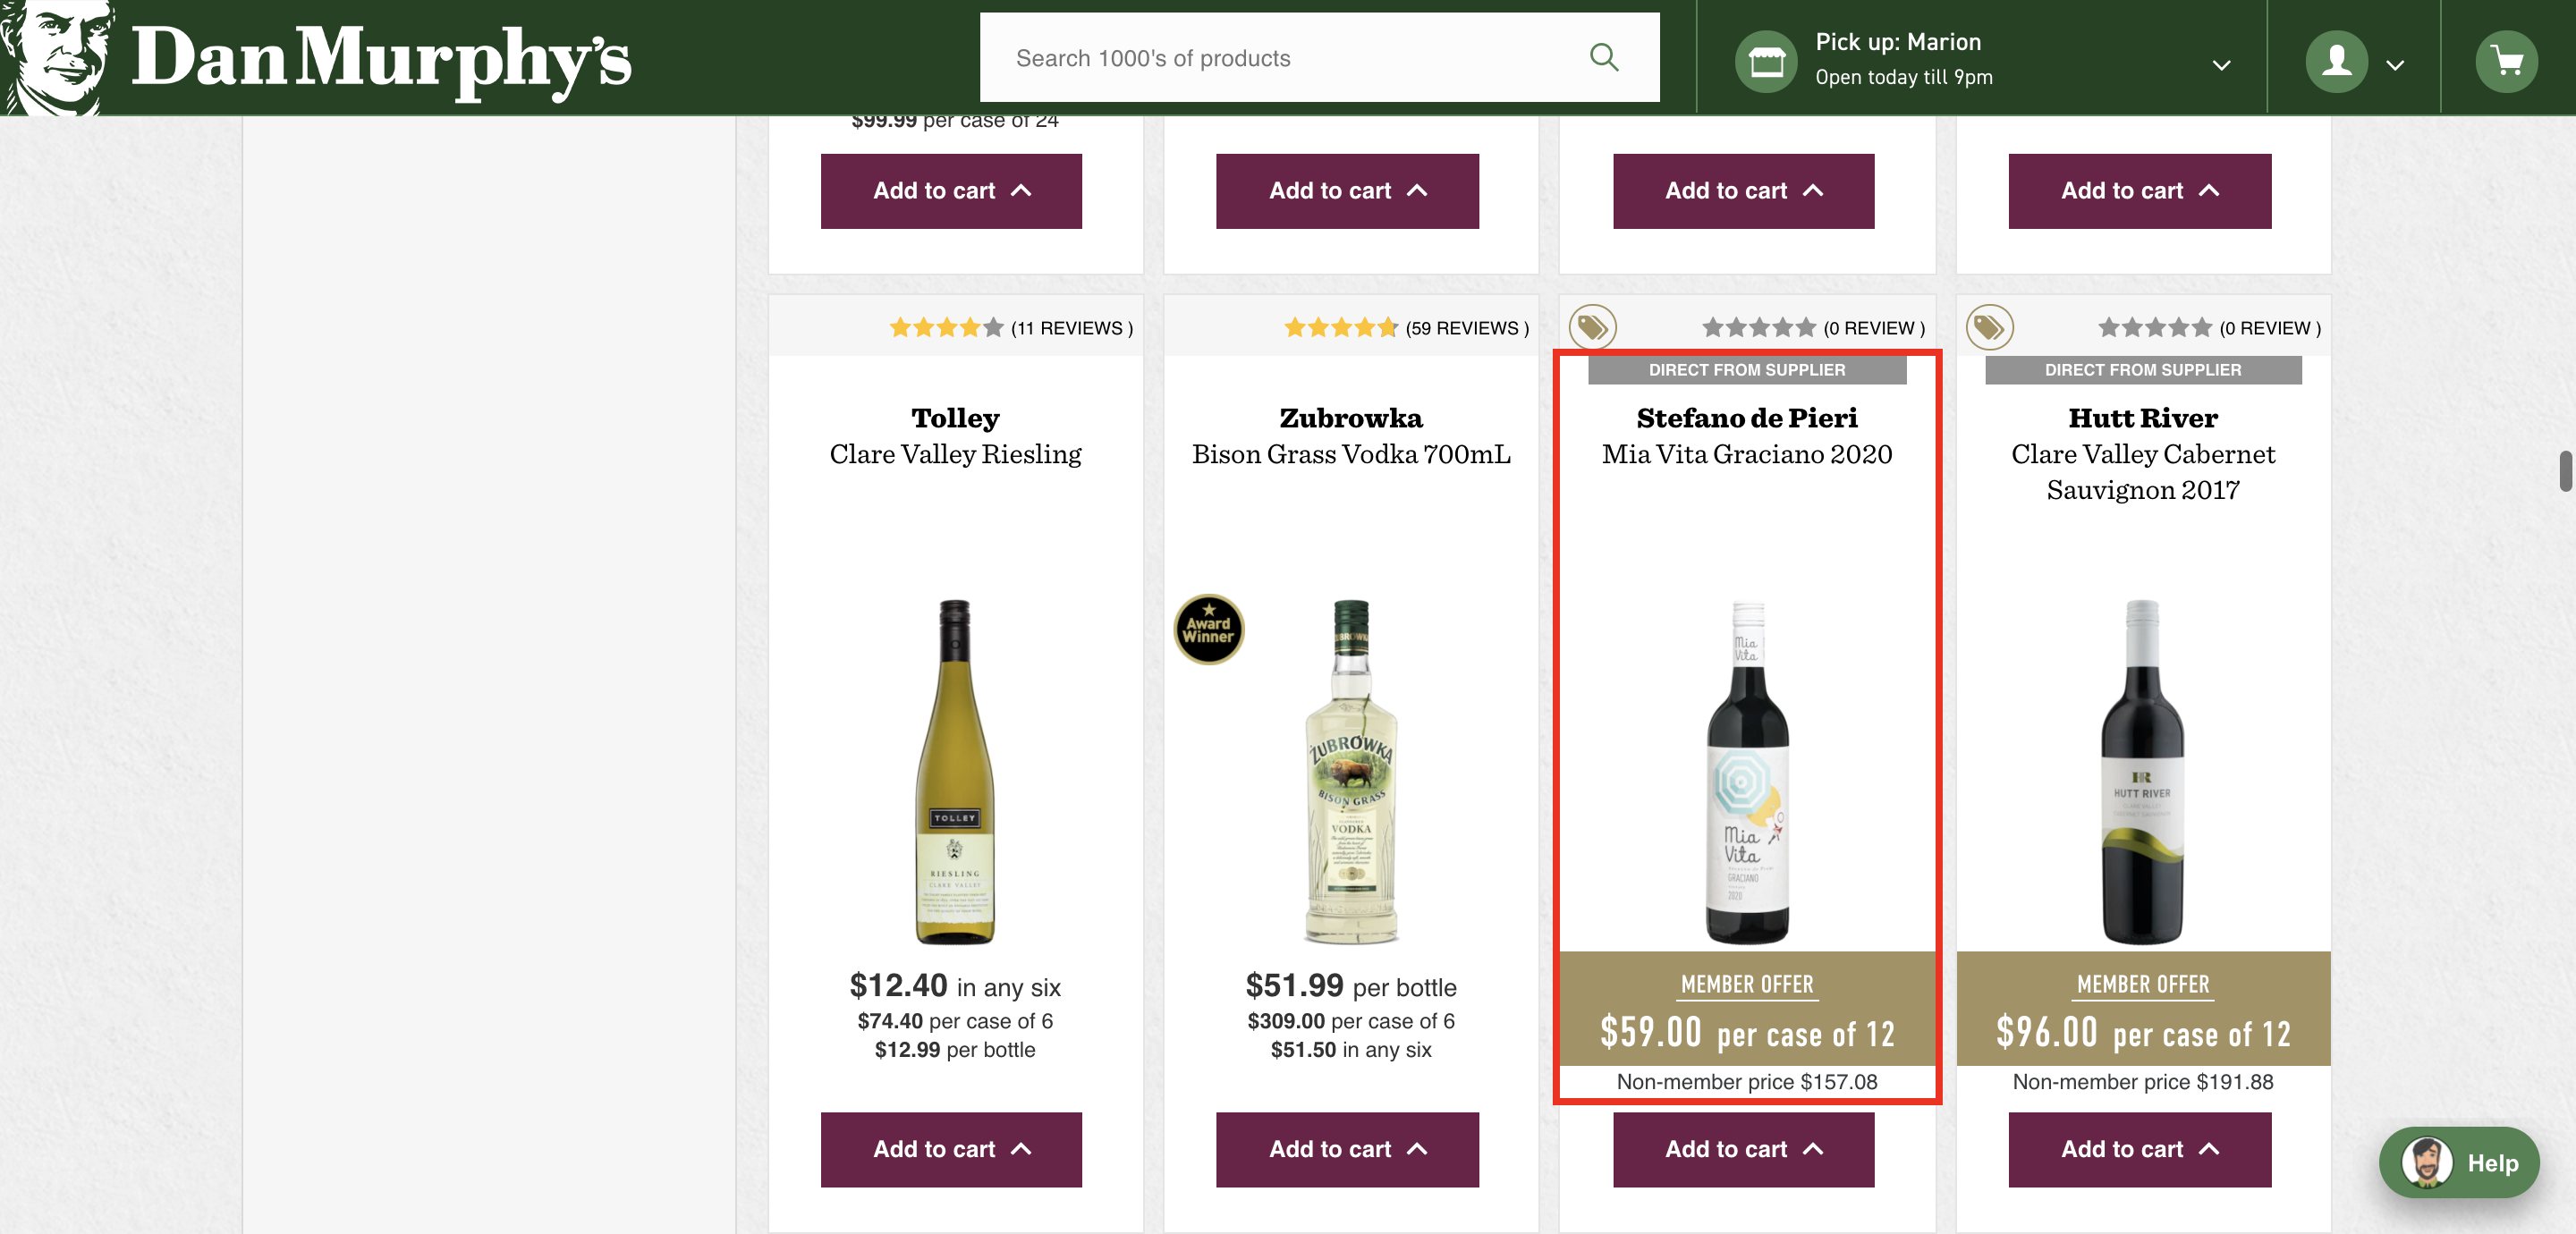 Dan Murphy's
Search 1000's of products
Pick up: Marion
Open today till 9pm
$99.99 per case of 24
Add to cart
Add to cart
Add to cart
Add to cart
(11 REVIEWS )
(59 REVIEWS )
(0 REVIEW )
(0 REVIEW )
DIRECT FROM SUPPLIER
DIRECT FROM SUPPLIER
Tolley
Clare Valley Riesling
Zubrowka
Bison Grass Vodka 700mL
Stefano de Pieri
Mia Vita Graciano 2020
Hutt River
Clare Valley Cabernet
Sauvignon 2017
Award
Winner
TOLLEY
RIESLING
CLARE VALLEY
ŻUBRÓWKA
BISON GRASS
VODKA
Mia
Vita
Mia
Vita
GRACIANO
2020
HR
HUTT RIVER
CLARE VALLEY
$12.40 in any six
$74.40 per case of 6
$12.99 per bottle
$51.99 per bottle
$309.00 per case of 6
$51.50 in any six
MEMBER OFFER
$59.00 per case of 12
Non-member price $157.08
MEMBER OFFER
$96.00 per case of 12
Non-member price $191.88
Add to cart
Add to cart
Add to cart
Add to cart
Help